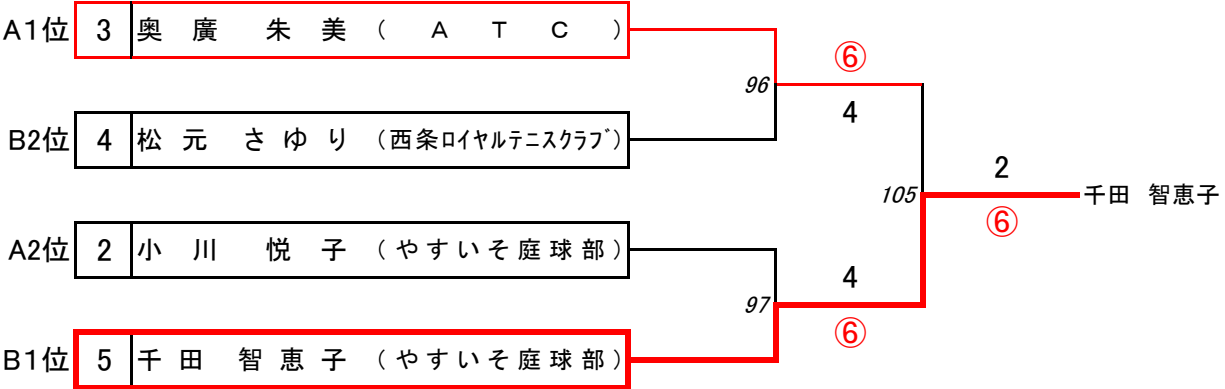 A1位 3 奥廣 朱美 (ATC)
⑥
96
4
B2位 4 松元 さゆり (西条ロイヤルテニスクラブ)
2
105
千田 智恵子
⑥
A2位 2 小川 悦子 (やすいそ庭球部)
4
97
⑥
B1位 5 千田 智恵子 (やすいそ庭球部)